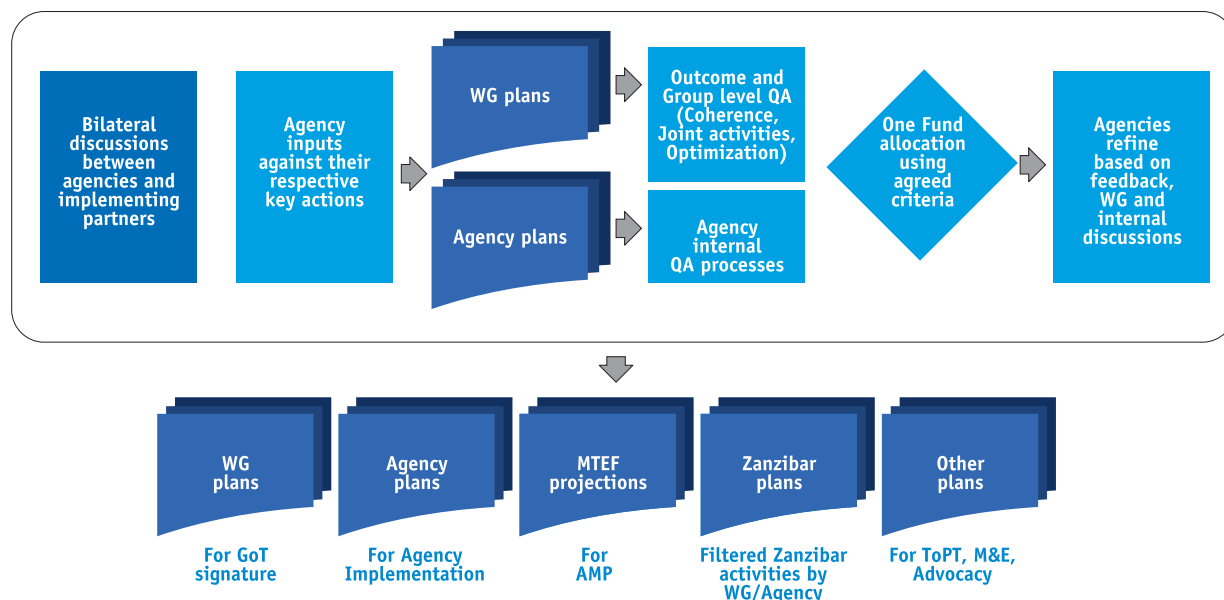 Bilateral
discussions
between
agencies and
implementing
partners
Agency
inputs
against their
respective
key actions
WG plans
Agency plans
Outcome and
Group level QA
(Coherence,
Joint activities,
Optimization)
Agency
internal
QA processes
One Fund
allocation
using
agreed
criteria
Agencies
refine
based on
feedback,
WG and
internal
discussions
WG
plans
For GoT
signature
Agency
plans
For Agency
Implementation
MTEF
projections
For
AMP
Zanzibar
plans
Filtered Zanzibar
activities by
WG/Agency
Other
plans
For ToPT, M&E,
Advocacy